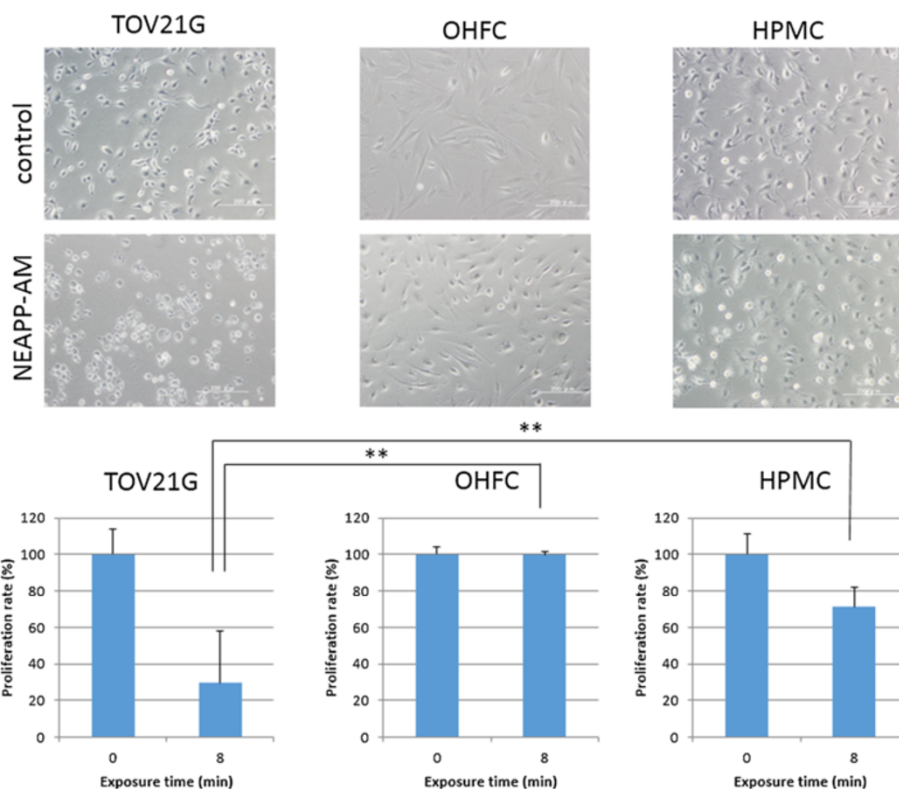 TOV21G
OHFC
HPMC
control
NEAPP-AM
**
**
TOV21G
OHFC
HPMC
Proliferation rate (%)
120
100
80
60
40
20
0
0
8
Exposure time (min)
Proliferation rate (%)
120
100
80
60
40
20
0
0
8
Exposure time (min)
Proliferation rate (%)
120
100
80
60
40
20
0
0
8
Exposure time (min)